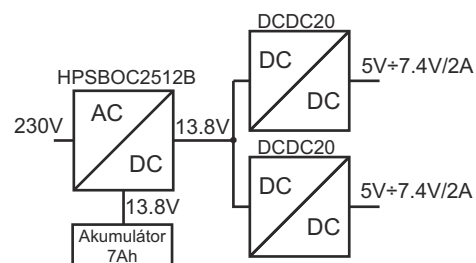 DCDC20
DC
DC
5V÷7.4V/2A
HPSBOC2512B
AC
DC
230V
13.8V
DCDC20
DC
DC
5V÷7.4V/2A
13.8V
Akumulátor
7Ah